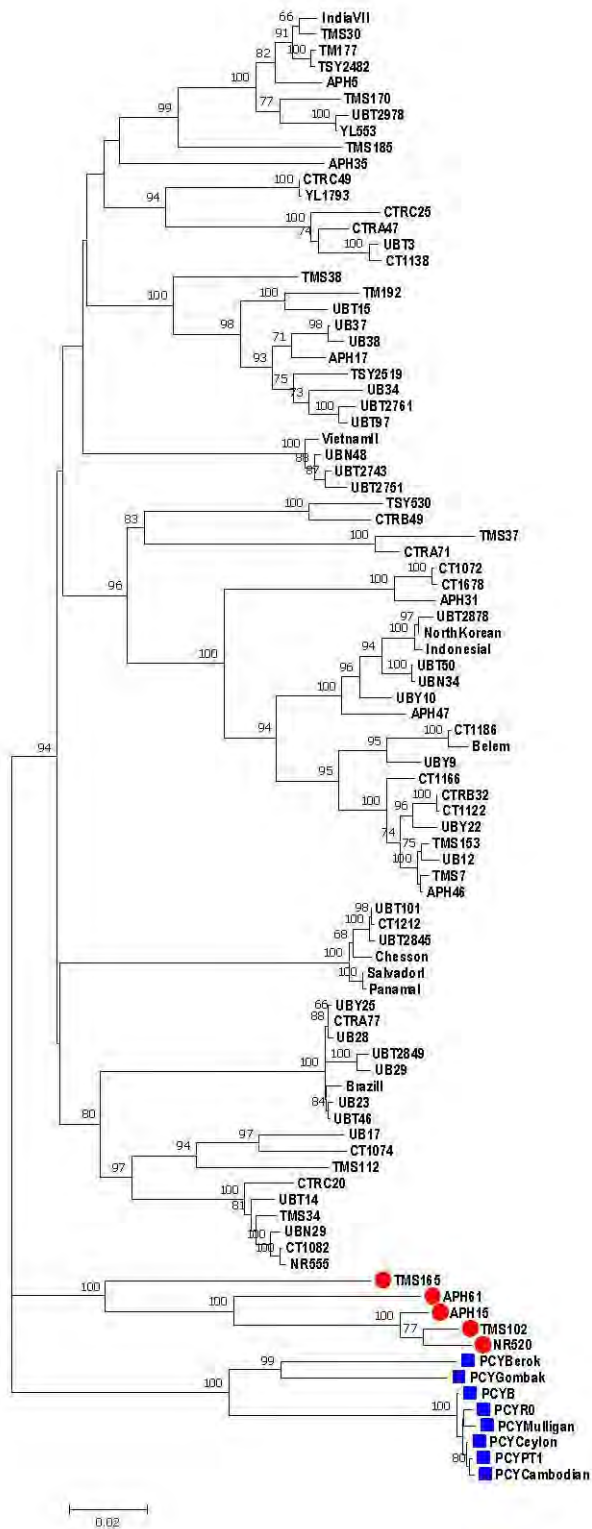 66 IndiaVII
91 TMS30
100 TM177
82 TSY2482
100 APH5
77 TMS170
100 UBT2978
YL553
99 TMS185
APH35
100 CTRC49
94 YL1793
100 CTRC25
74 CTRA47
100 UBT3
CT1138
100 TMS38
100 TM192
98 UBT15
98 UB37
71 UB38
93 APH17
75 TSY2519
73 UB34
100 UBT2761
UBT97
100 VietnamII
88 UBN48
87 UBT2743
UBT2751
100 TSY530
83 CTRB49
100 TMS37
CTRA71
96
100 CT1072
100 CT1678
APH31
97 UBT2878
100 NorthKorean
94 IndonesiaI
100 UBT50
96 UBN34
100 UBY10
APH47
100
94
100 CT1186
95 Belem
95 UBY9
100 CT1166
100 CTRB32
96 CT1122
74 UBY22
75 TMS153
100 UB12
TMS7
APH46
94
98 UBT101
100 CT1212
68 UBT2845
Chesson
100 SalvadorI
PanamaI
66 UBY25
88 CTRA77
UB28
100 UBT2849
100 UB29
BrazilI
84 UB23
UBT46
80
97 UB17
94 CT1074
97 TMS112
100 CTRC20
81 UBT14
TMS34
100 UBN29
100 CT1082
NR555
100 TMS165
100 APH61
100 APH15
77 TMS102
NR520
99 PCYBerok
PCYGombak
100
100 PCYB
PCYR0
PCYMulligan
PCYCeylon
80 PCYPT1
PCYCambodian
0.02